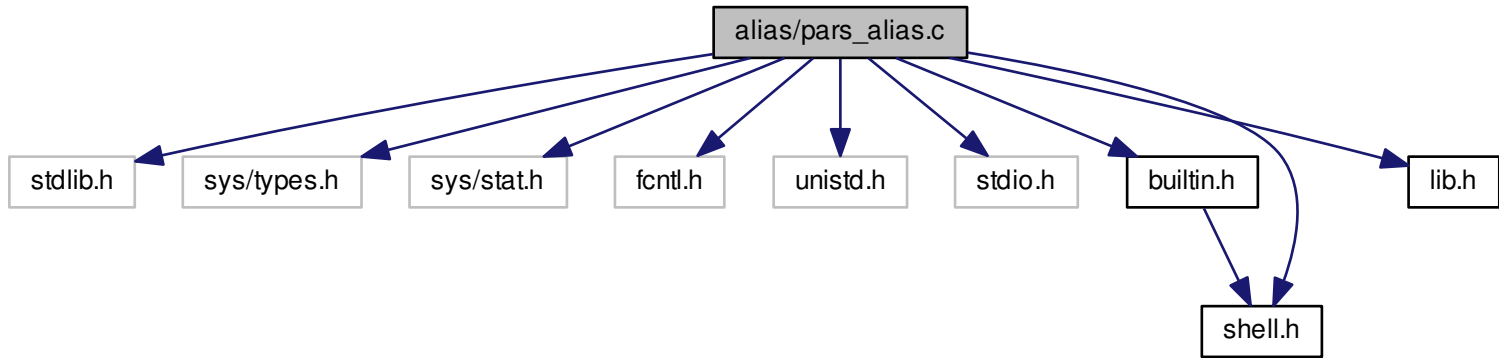 alias/pars_alias.c
stdlib.h
sys/types.h
sys/stat.h
fcntl.h
unistd.h
stdio.h
builtin.h
lib.h
shell.h